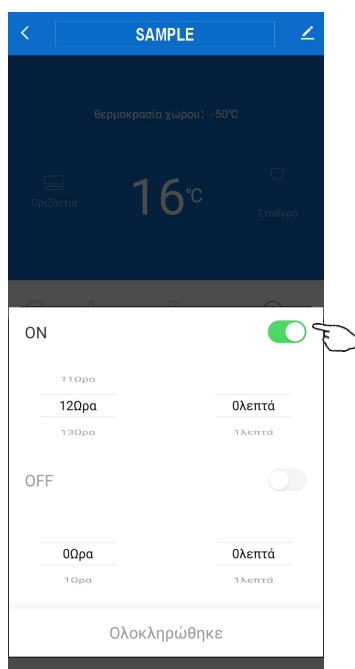 SAMPLE
θερμοκρασία χώρου: -50℃
Οριζόντια 16℃ Σταθερό
ON
11Ωρα
12Ωρα 0λεπτά
13Ωρα 1λεπτά
OFF
0Ωρα 0λεπτά
1Ωρα 1λεπτά
Ολοκληρώθηκε